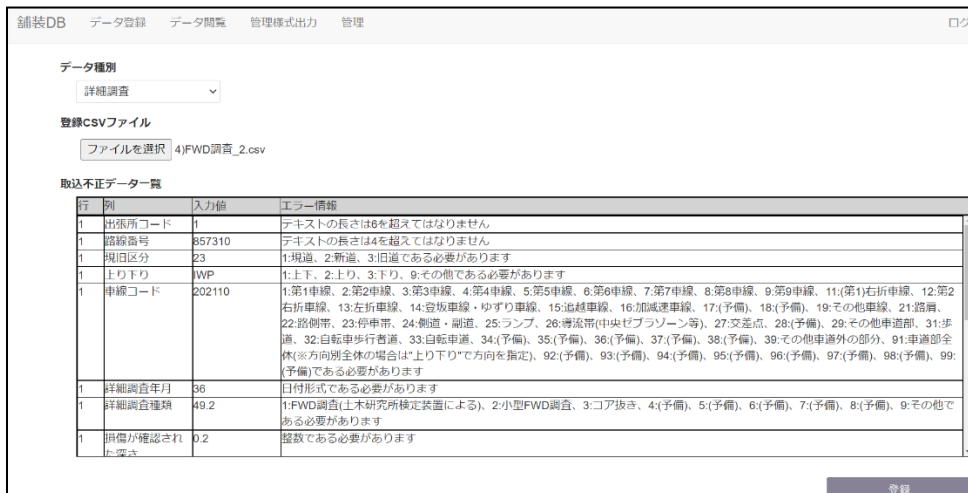 舗装DB データ登録 データ閲覧 管理様式出力 管理 ログ
データ種別
詳細調査
登録CSVファイル
ファイルを選択 4)FWD調査_2.csv
取込不正データ一覧
行 列 入力値 エラー情報
1 出張所コード 1 テキストの長さは6を超えてはなりません
1 路線番号 857310 テキストの長さは4を超えてはなりません
1 現旧区分 23 1:現道、2:新道、3:旧道である必要があります
1 上り下り IWP 1:上下、2:上り、3:下り、9:その他である必要があります
1 車線コード 202110 1:第1車線、2:第2車線、3:第3車線、4:第4車線、5:第5車線、6:第6車線、7:第7車線、8:第8車線、9:第9車線、11:(第1)右折車線、12:第2
右折車線、13:左折車線、14:登坂車線・ゆずり車線、15:追越車線、16:加減速車線、17:(予備)、18:(予備)、19:その他車線、21:路肩、
22:路側帯、23:停車帯、24:側道・副道、25:ランプ、26:導流帯(中央ゼブラゾーン等)、27:交差点、28:(予備)、29:その他車道部、31:歩
道、32:自転車歩行者道、33:自転車道、34:(予備)、35:(予備)、36:(予備)、37:(予備)、38:(予備)、39:その他車道外の部分、91:車道部全
体(※方向別全体の場合は"上り下り"で方向を指定)、92:(予備)、93:(予備)、94:(予備)、95:(予備)、96:(予備)、97:(予備)、98:(予備)、99:
(予備)である必要があります
1 詳細調査年月 36 日付形式である必要があります
1 詳細調査種類 49.2 1:FWD調査(土木研究所検定装置による)、2:小型FWD調査、3:コア抜き、4:(予備)、5:(予備)、6:(予備)、7:(予備)、8:(予備)、9:その他で
ある必要があります
1 損傷が確認され 0.2 整数である必要があります
た深さ
登録